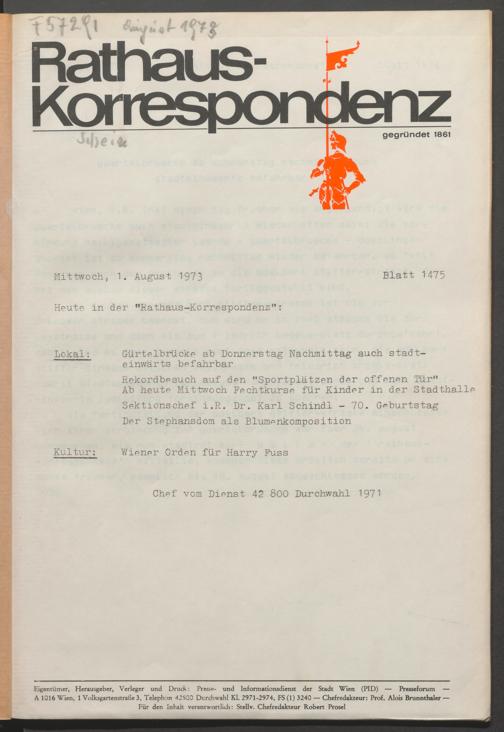 F57291 August 1973
Rathaus-
Korrespondenz
gegründet 1861
Mittwoch, 1. August 1973 Blatt 1475
Heute in der "Rathaus-Korrespondenz":
Lokal: Gürtelbrücke ab Donnerstag Nachmittag auch stadt-
einwärts befahrbar
Rekordbesuch auf den "Sportplätzen der offenen Tür"
Ab heute Mittwoch Fechtkurse für Kinder in der Stadthalle
Sektionschef i.R. Dr. Karl Schindl - 70. Geburtstag
Der Stephansdom als Blumenkomposition
Kultur: Wiener Orden für Harry Fuss
Chef vom Dienst 42 800 Durchwahl 1971
Eigentümer, Herausgeber, Verleger und Druck: Presse- und Informationsdienst der Stadt Wien (PID) — Presseforum —
A 1016 Wien, 1 Volksgartenstraße 3, Telephon 42800 Durchwahl Kl. 2971-2974, FS (1) 3240 — Chefredakteur: Prof. Alois Brunnthaler —
Für den Inhalt verantwortlich: Stellv. Chefredakteur Robert Prosel